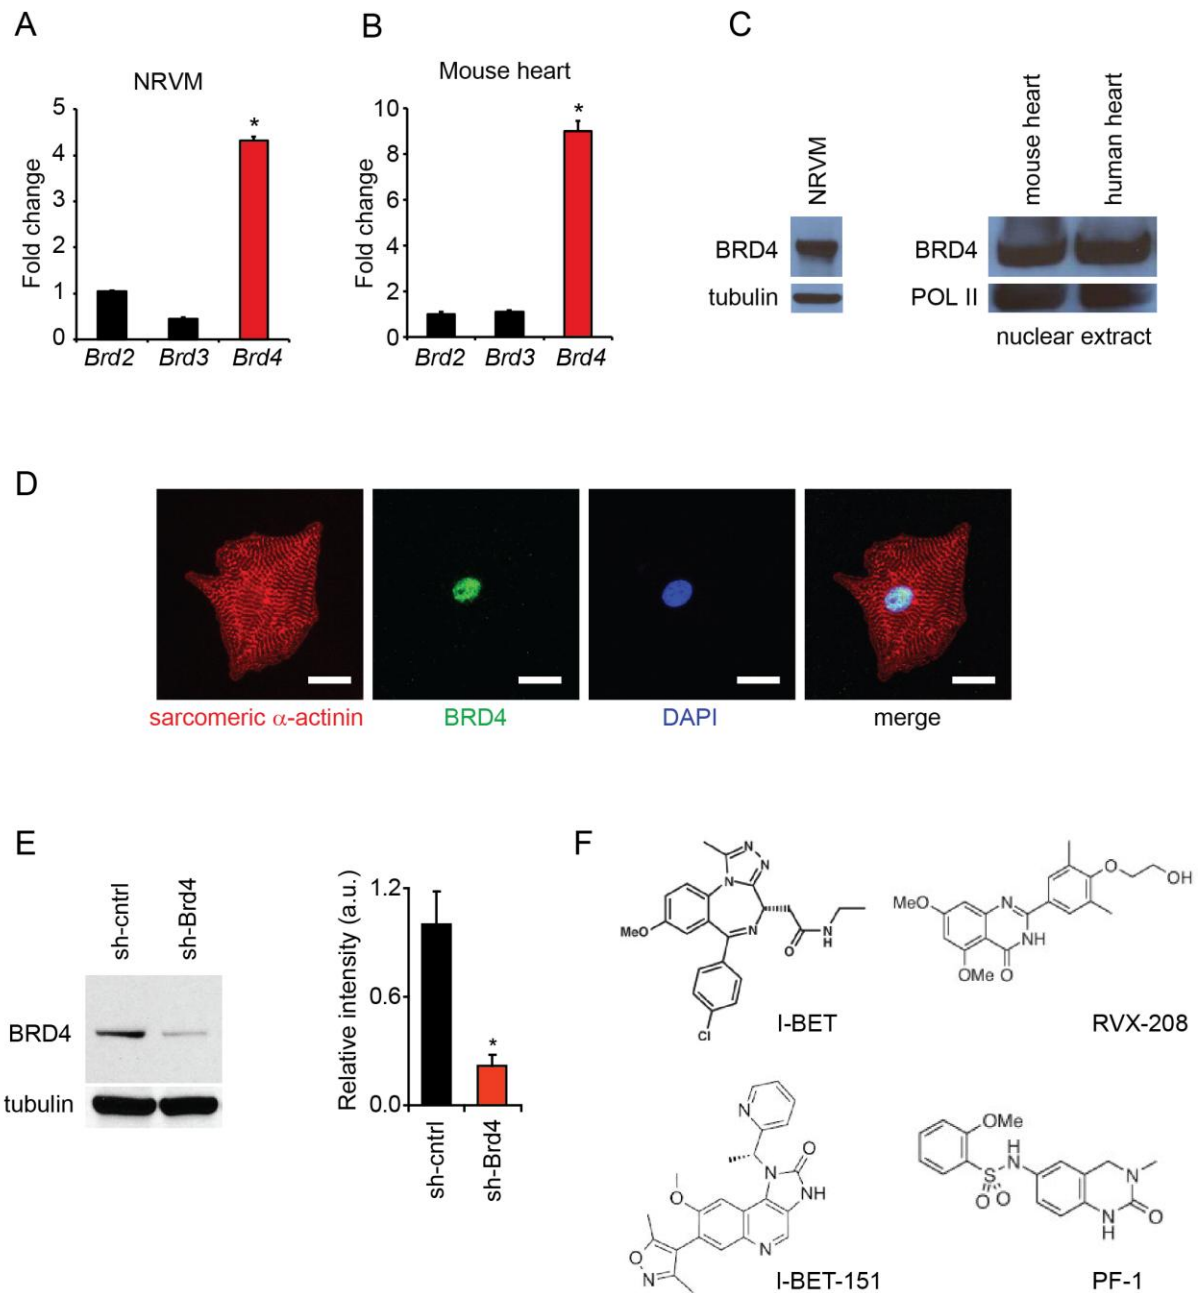 A
NRVM
Fold change
5
4
3
2
1
0
*
Brd2 Brd3 Brd4
B
Mouse heart
Fold change
10
8
6
4
2
0
*
Brd2 Brd3 Brd4
C
NRVM
BRD4
tubulin
mouse heart
human heart
BRD4
POL II
nuclear extract
D
sarcomeric α-actinin
BRD4
DAPI
merge
E
sh-cntrl
sh-Brd4
BRD4
tubulin
Relative intensity (a.u.)
1.2
0.6
0.0
*
sh-cntrl
sh-Brd4
F
N
N
N
N
MeO
O
N
H
Cl
I-BET
MeO
N
NH
OMe
O
O
OH
RVX-208
N
O
N
NH
O
N
O
N
I-BET-151
OMe
H
N
S
O
O
N
N
H
O
PF-1